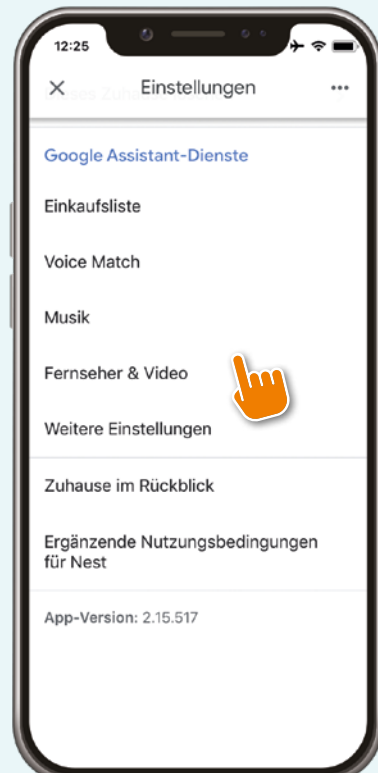 12:25
Einstellungen
Google Assistant-Dienste
Einkaufsliste
Voice Match
Musik
Fernseher & Video
Weitere Einstellungen
Zuhause im Rückblick
Ergänzende Nutzungsbedingungen
für Nest
App-Version: 2.15.517